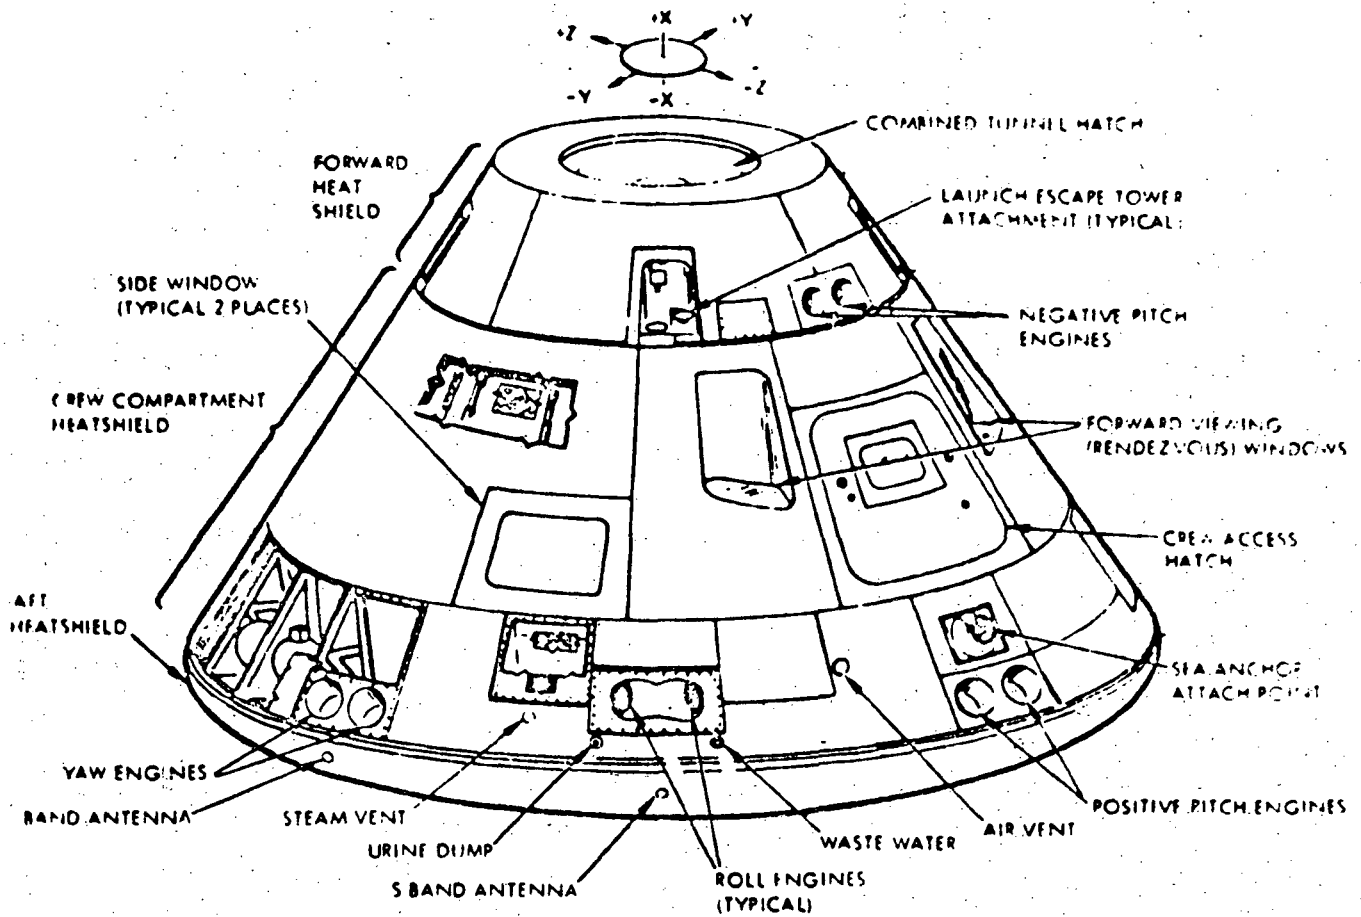 +X
+Z
+Y
-Y
-Z
-X
COMBINED TUNNEL HATCH
FORWARD
HEAT
SHIELD
LAUNCH ESCAPE TOWER
ATTACHMENT (TYPICAL)
SIDE WINDOW
(TYPICAL 2 PLACES)
NEGATIVE PITCH
ENGINES
CREW COMPARTMENT
HEATSHIELD
FORWARD VIEWING
(RENDEZVOUS) WINDOWS
CREW ACCESS
HATCH
AFT
HEATSHIELD
SEA ANCHOR
ATTACH POINT
YAW ENGINES
BAND ANTENNA
STEAM VENT
URINE DUMP
S BAND ANTENNA
ROLL ENGINES
(TYPICAL)
WASTE WATER
AIR VENT
POSITIVE PITCH ENGINES